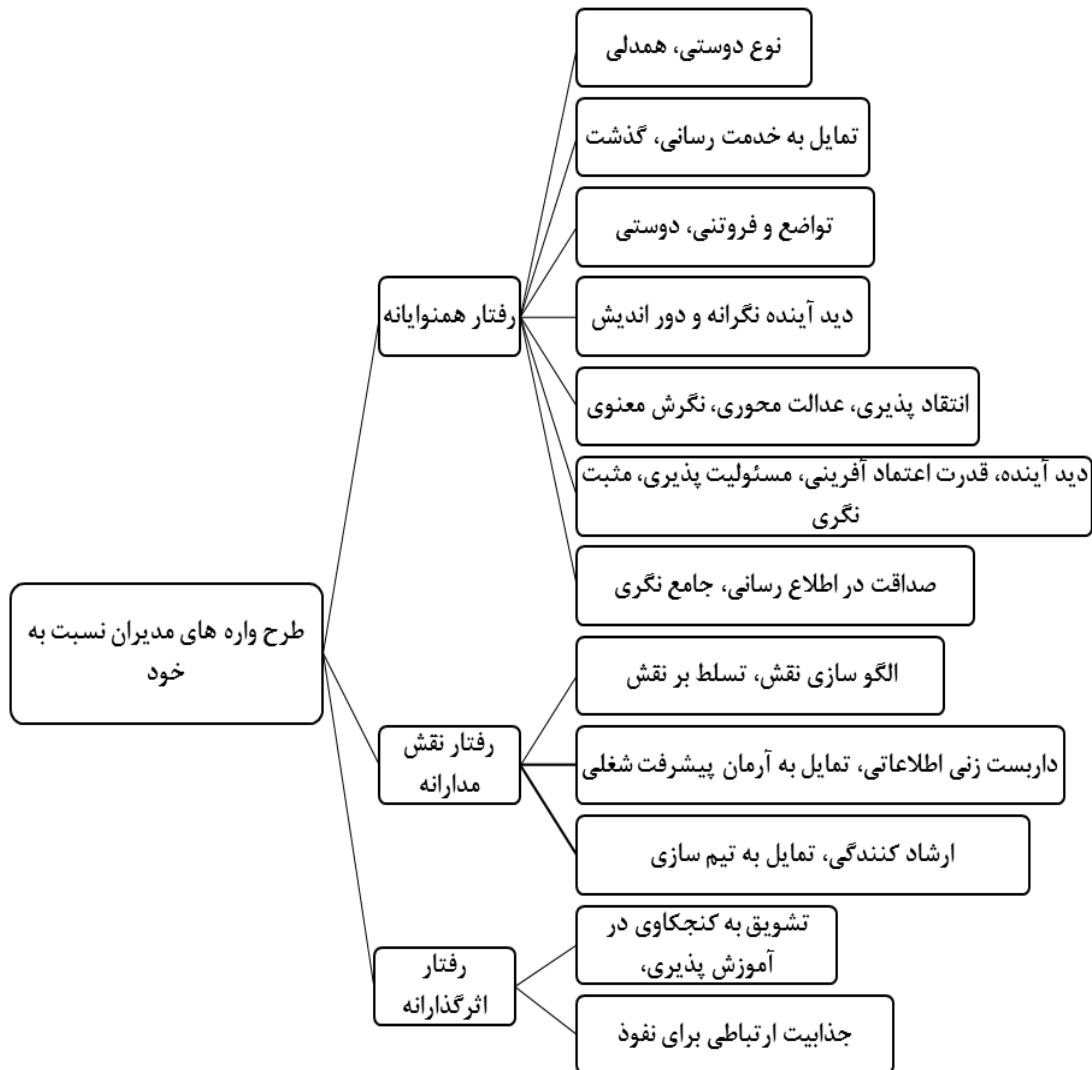 نوع دوستی، همدلی
تمایل به خدمت رسانی، گذشت
تواضع و فروتنی، دوستی
رفتار همنوایانه
دید آینده نگرانه و دور اندیش
انتقاد پذیری، عدالت محوری، نگرش معنوی
دید آینده، قدرت اعتماد آفرینی، مسئولیت پذیری، مثبت
نگری
صداقت در اطلاع رسانی، جامع نگری
طرح واره های مدیران نسبت به
خود
الگو سازی نقش، تسلط بر نقش
رفتار نقش
مدارانه
داربست زنی اطلاعاتی، تمایل به آرمان پیشرفت شغلی
ارشاد کنندگی، تمایل به تیم سازی
تشویق به کنجکاوی در
آموزش پذیری،
رفتار
اثرگذارانه
جذابیت ارتباطی برای نفوذ